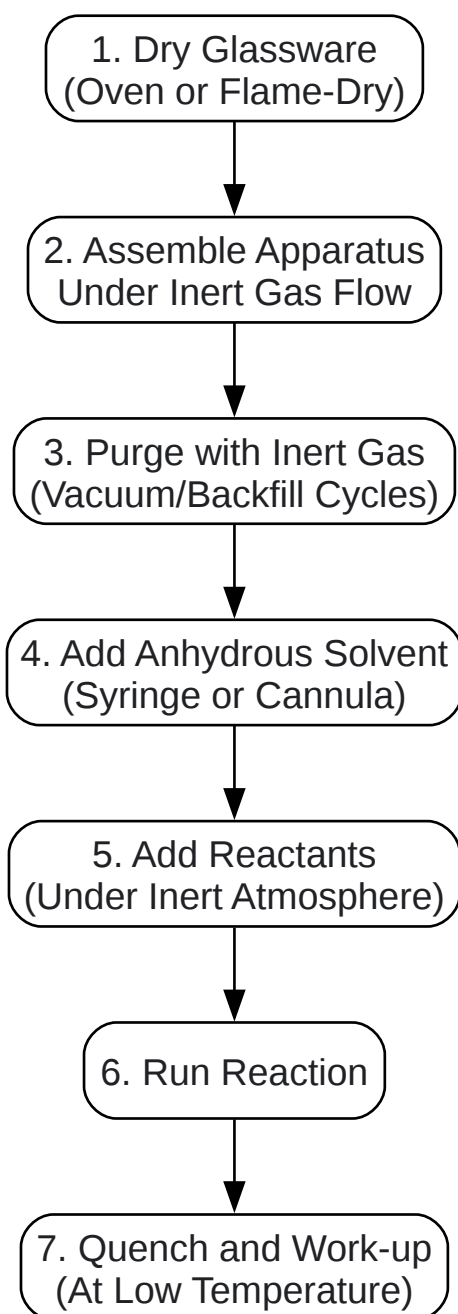 1. Dry Glassware
(Oven or Flame-Dry)
2. Assemble Apparatus
Under Inert Gas Flow
3. Purge with Inert Gas
(Vacuum/Backfill Cycles)
4. Add Anhydrous Solvent
(Syringe or Cannula)
5. Add Reactants
(Under Inert Atmosphere)
6. Run Reaction
7. Quench and Work-up
(At Low Temperature)